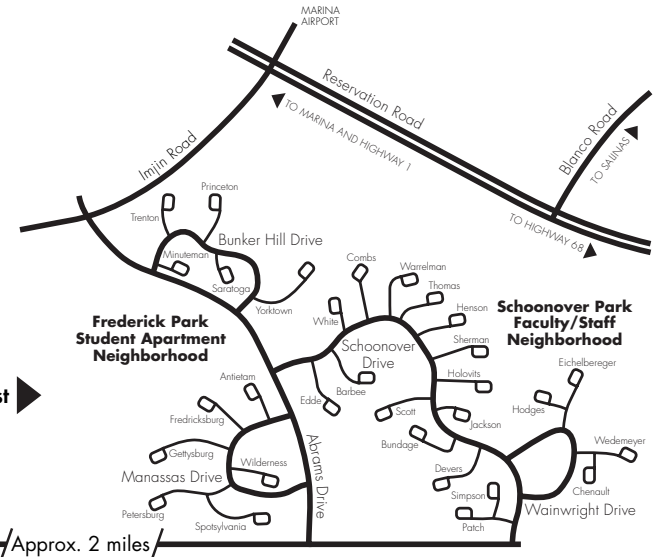 MARINA
AIRPORT
Reservation Road
TO MARINA AND HIGHWAY 1
Imjin Road
Blanco Road
TO SALINAS
TO HIGHWAY 68
Princeton
Trenton
Bunker Hill Drive
Minuteman
Saratoga
Yorktown
Combs
Warrelman
Thomas
Henson
White
Sherman
Schoonover
Drive
Holovits
Barbee
Edde
Scott
Jackson
Bundage
Devers
Simpson
Patch
Schoonover Park
Faculty/Staff
Neighborhood
Eichelbereger
Hodges
Wedemeyer
Chenault
Wainwright Drive
Frederick Park
Student Apartment
Neighborhood
Antietam
Fredricksburg
Gettysburg
Wilderness
Manassas Drive
Petersburg
Spotsylvania
Abrams Drive
st
Approx. 2 miles